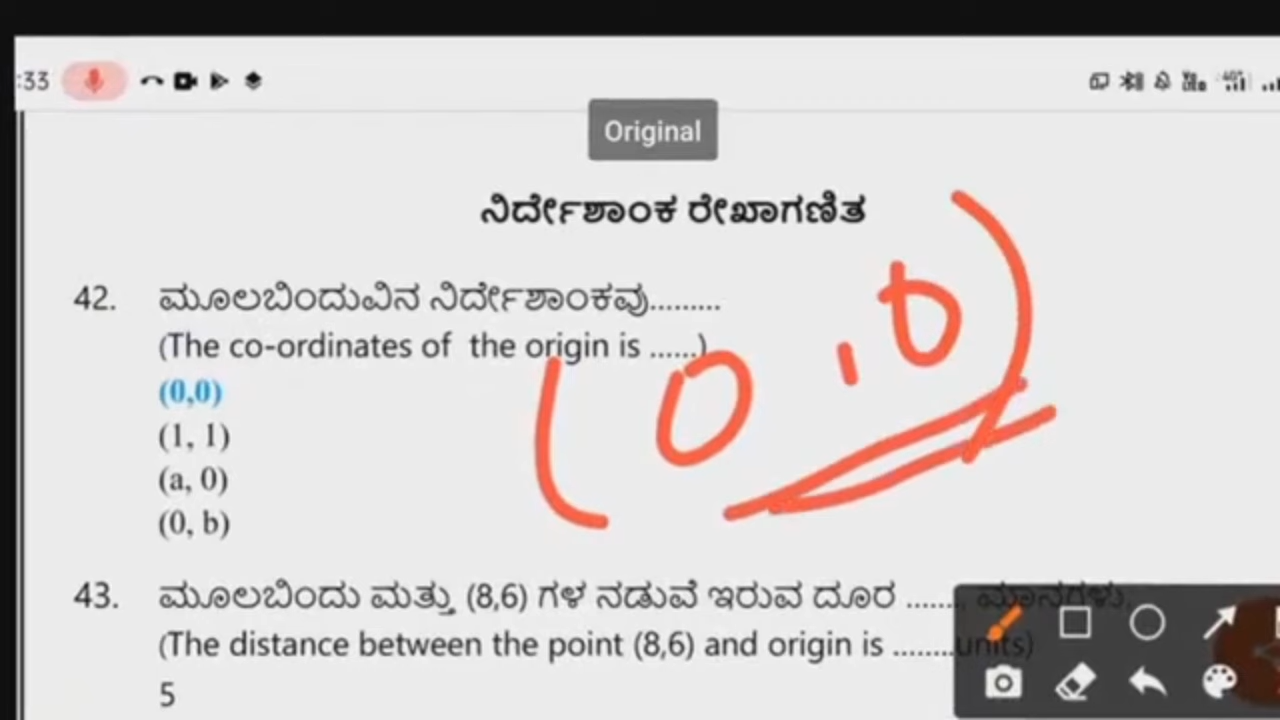 :33
Original
ನಿರ್ದೇಶಾಂಕ ರೇಖಾಗಣಿತ
42. ಮೂಲಬಿಂದುವಿನ ನಿರ್ದೇಶಾಂಕವು.........
(The co-ordinates of the origin is ......)
(0,0)
(1, 1)
(a, 0)
(0, b)
(0 , 0)
43. ಮೂಲಬಿಂದು ಮತ್ತು (8,6) ಗಳ ನಡುವೆ ಇರುವ ದೂರ ....... ಮಾನಗಳು.
(The distance between the point (8,6) and origin is ........units)
5